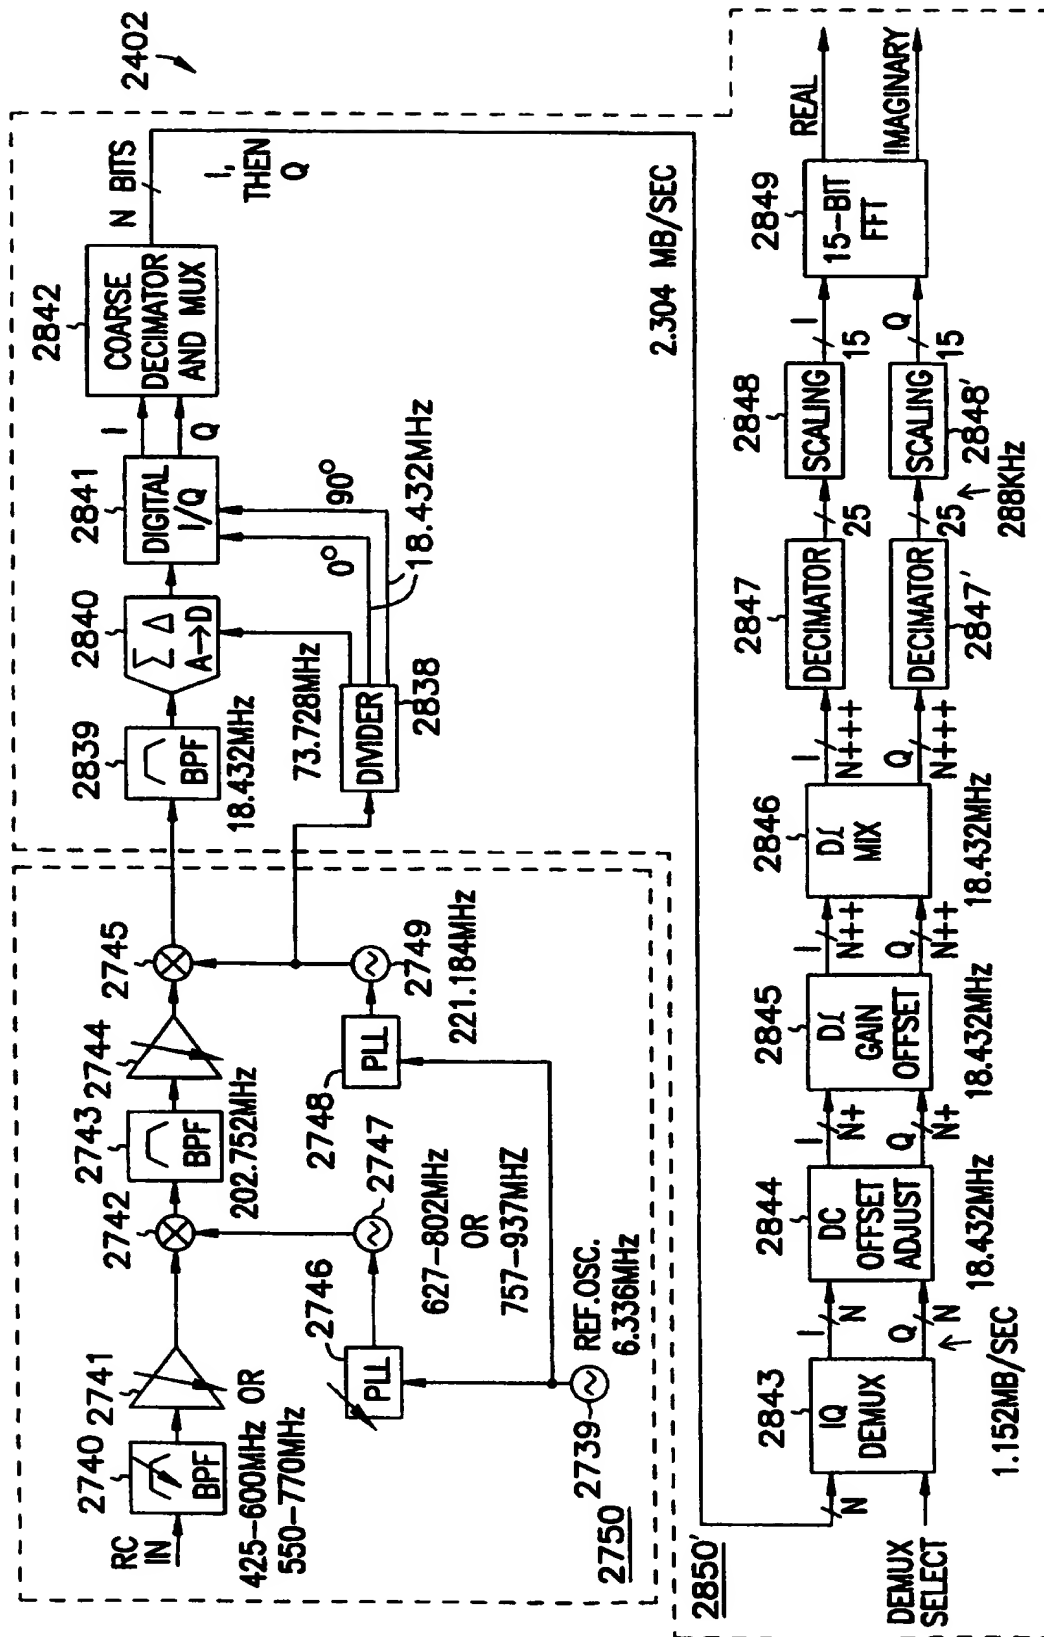 2402
RC
IN
2740
BPF
425-600MHz OR
550-770MHz
2741
2742
2743
BPF
202.752MHz
2744
2745
2746
PLL
2747
627-802MHz
OR
757-937MHz
2748
PLL
2749
221.184MHz
2739
REF.OSC.
6.336MHz
2750
2839
BPF
18.432MHz
2840
Σ Δ
A→D
2841
DIGITAL
I/Q
73.728MHz
DIVIDER
2838
0°
90°
18.432MHz
I
Q
2842
COARSE
DECIMATOR
AND MUX
N BITS
I,
THEN
Q
2.304 MB/SEC
2850'
DEMUX
SELECT
N
2843
IQ
DEMUX
1.152MB/SEC
I
N
Q
N
2844
DC
OFFSET
ADJUST
18.432MHz
I
N+
Q
N+
2845
GAIN
OFFSET
18.432MHz
I
N++
Q
N++
2846
MIX
18.432MHz
I
N+++
Q
N+++
2847
DECIMATOR
DECIMATOR
2847'
25
25
288KHz
2848
SCALING
SCALING
2848'
I
15
Q
15
2849
15-BIT
FFT
REAL
IMAGINARY